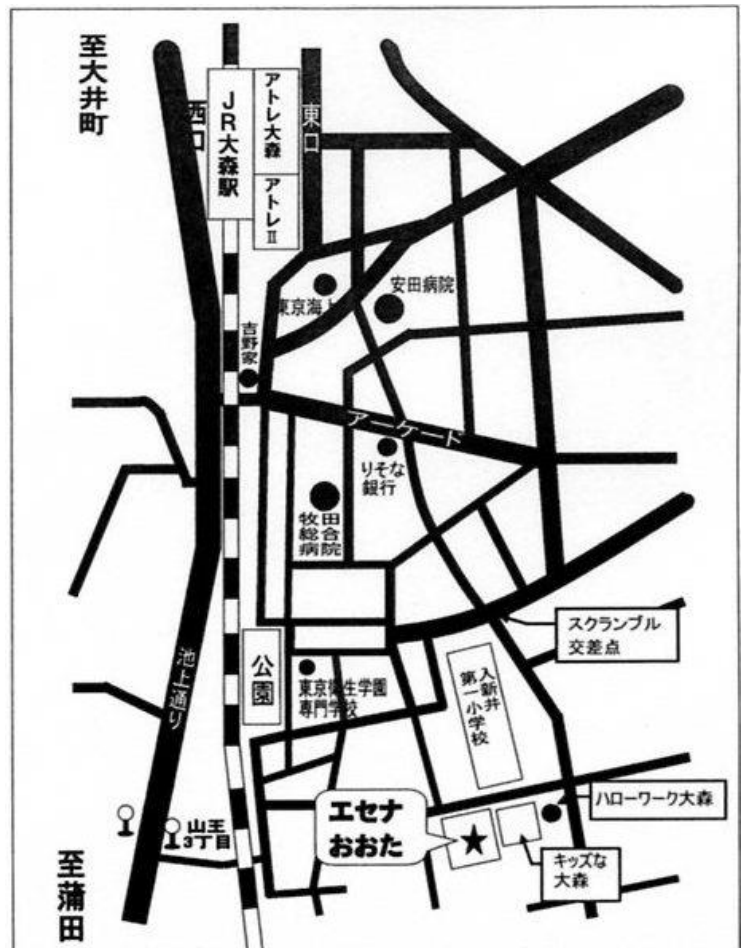 至大井町
西口
JR大森駅
アトレ大森
アトレⅡ
東口
東京海上
安田病院
吉野家
アーケード
りそな
銀行
牧田
総合
病院
スクランブル
交差点
公園
東京衛生学園
専門学校
入新井
第一小学校
池上通り
ハローワーク大森
エセナ
おおた
キッズな
大森
山王
3丁目
至蒲田